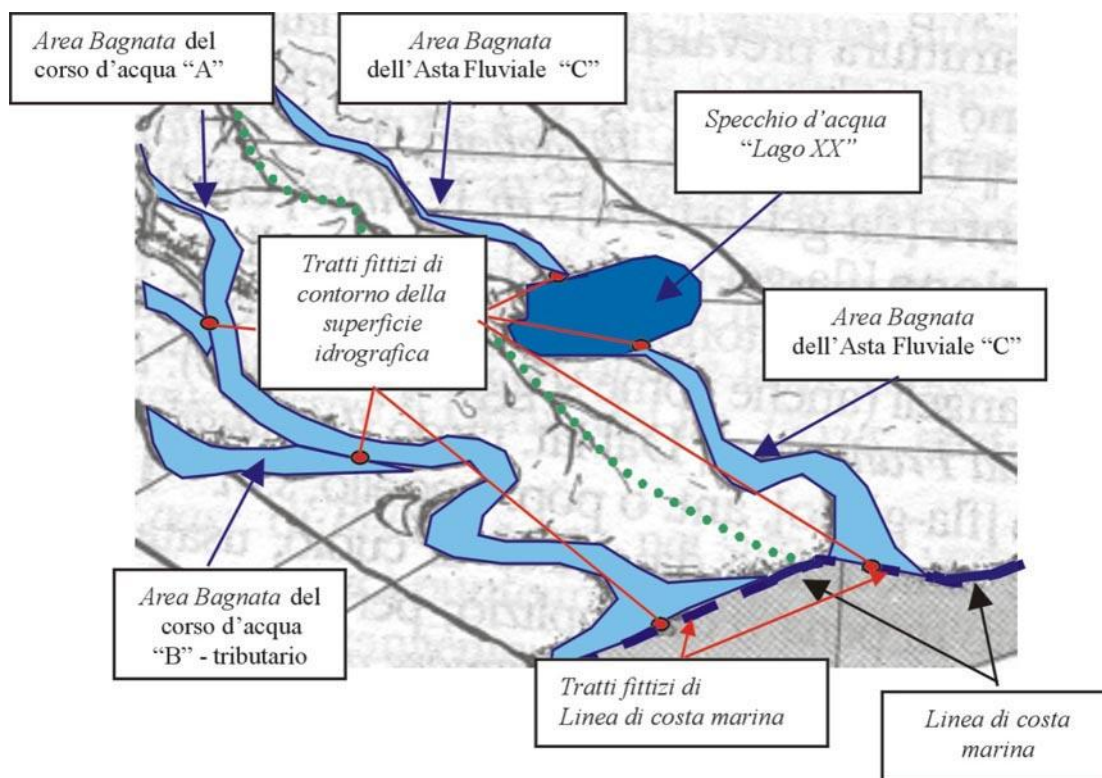 Area Bagnata del
corso d'acqua "A"
Area Bagnata
dell'Asta Fluviale "C"
Specchio d'acqua
"Lago XX"
Tratti fittizi di
contorno della
superficie
idrografica
Area Bagnata
dell'Asta Fluviale "C"
Area Bagnata del
corso d'acqua
"B" - tributario
Tratti fittizi di
Linea di costa marina
Linea di costa
marina